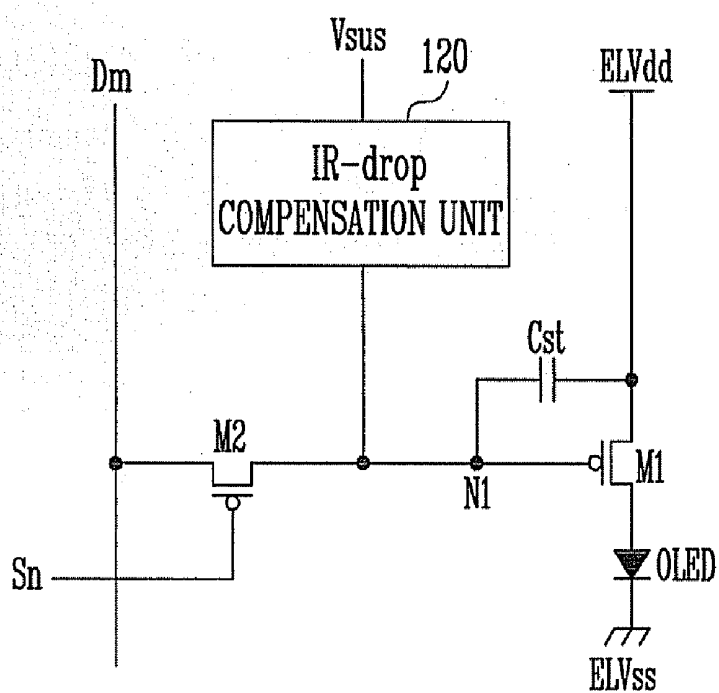 Vsus
Dm
120
ELVdd
IR-drop
COMPENSATION UNIT
Cst
M2
N1
M1
Sn
OLED
ELVss